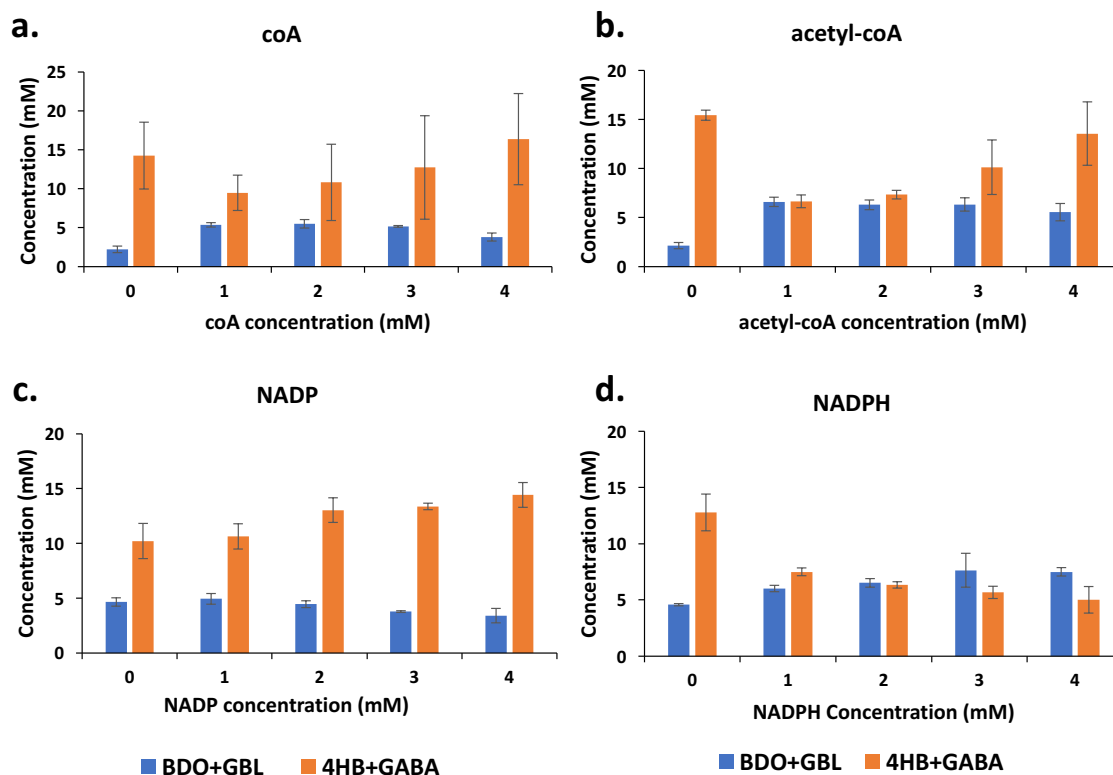 a.
coA
Concentration (mM)
25
20
15
10
5
0
0 1 2 3 4
coA concentration (mM)
b.
acetyl-coA
Concentration (mM)
20
15
10
5
0
0 1 2 3 4
acetyl-coA concentration (mM)
c.
NADP
Concentration (mM)
20
15
10
5
0
0 1 2 3 4
NADP concentration (mM)
BDO+GBL 4HB+GABA
d.
NADPH
Concentration (mM)
20
15
10
5
0
0 1 2 3 4
NADPH Concentration (mM)
BDO+GBL 4HB+GABA